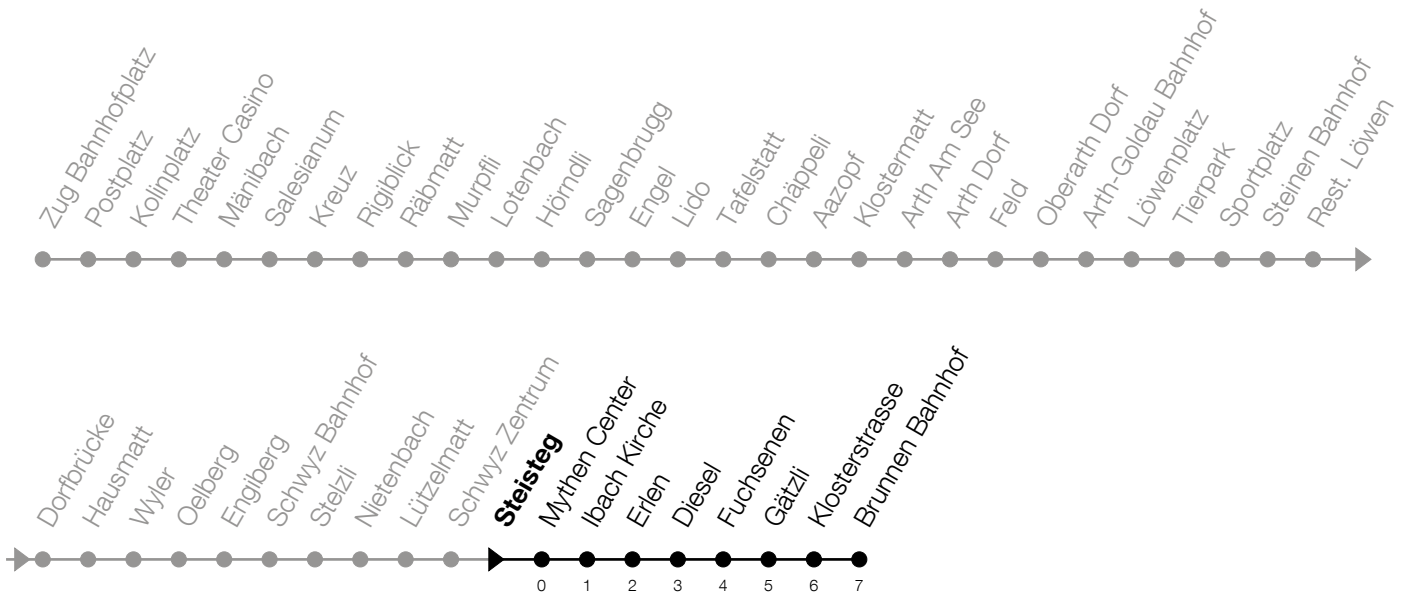 Zug Bahnhofplatz
Postplatz
Kolinplatz
Theater Casino
Mänibach
Salesianum
Kreuz
Rigiblick
Räbmatt
Murpfli
Lotenbach
Hörndli
Sagenbrugg
Engel
Lido
Tafelstatt
Chäppeli
Aazopf
Klostermatt
Arth Am See
Arth Dorf
Feld
Oberarth Dorf
Arth-Goldau Bahnhof
Löwenplatz
Tierpark
Sportplatz
Steinen Bahnhof
Rest. Löwen
Dorfbrücke
Hausmatt
Wyler
Oelberg
Engiberg
Schwyz Bahnhof
Stelzli
Nietenbach
Lützelmatt
Schwyz Zentrum
Steisteg
Mythen Center
Ibach Kirche
Erlen
Diesel
Fuchsenen
Gätzli
Klosterstrasse
Brunnen Bahnhof
0 1 2 3 4 5 6 7